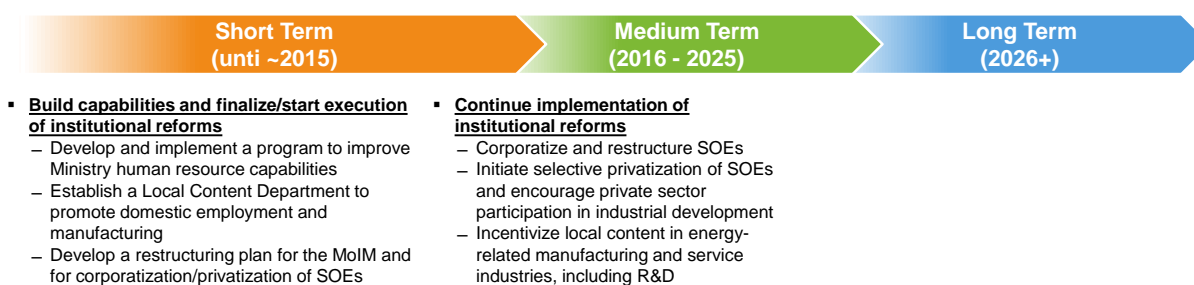 Short Term
(unti ~2015)
Medium Term
(2016 - 2025)
Long Term
(2026+)
▪ Build capabilities and finalize/start execution
of institutional reforms
– Develop and implement a program to improve
Ministry human resource capabilities
– Establish a Local Content Department to
promote domestic employment and
manufacturing
– Develop a restructuring plan for the MoIM and
for corporatization/privatization of SOEs
▪ Continue implementation of
institutional reforms
– Corporatize and restructure SOEs
– Initiate selective privatization of SOEs
and encourage private sector
participation in industrial development
– Incentivize local content in energy-
related manufacturing and service
industries, including R&D